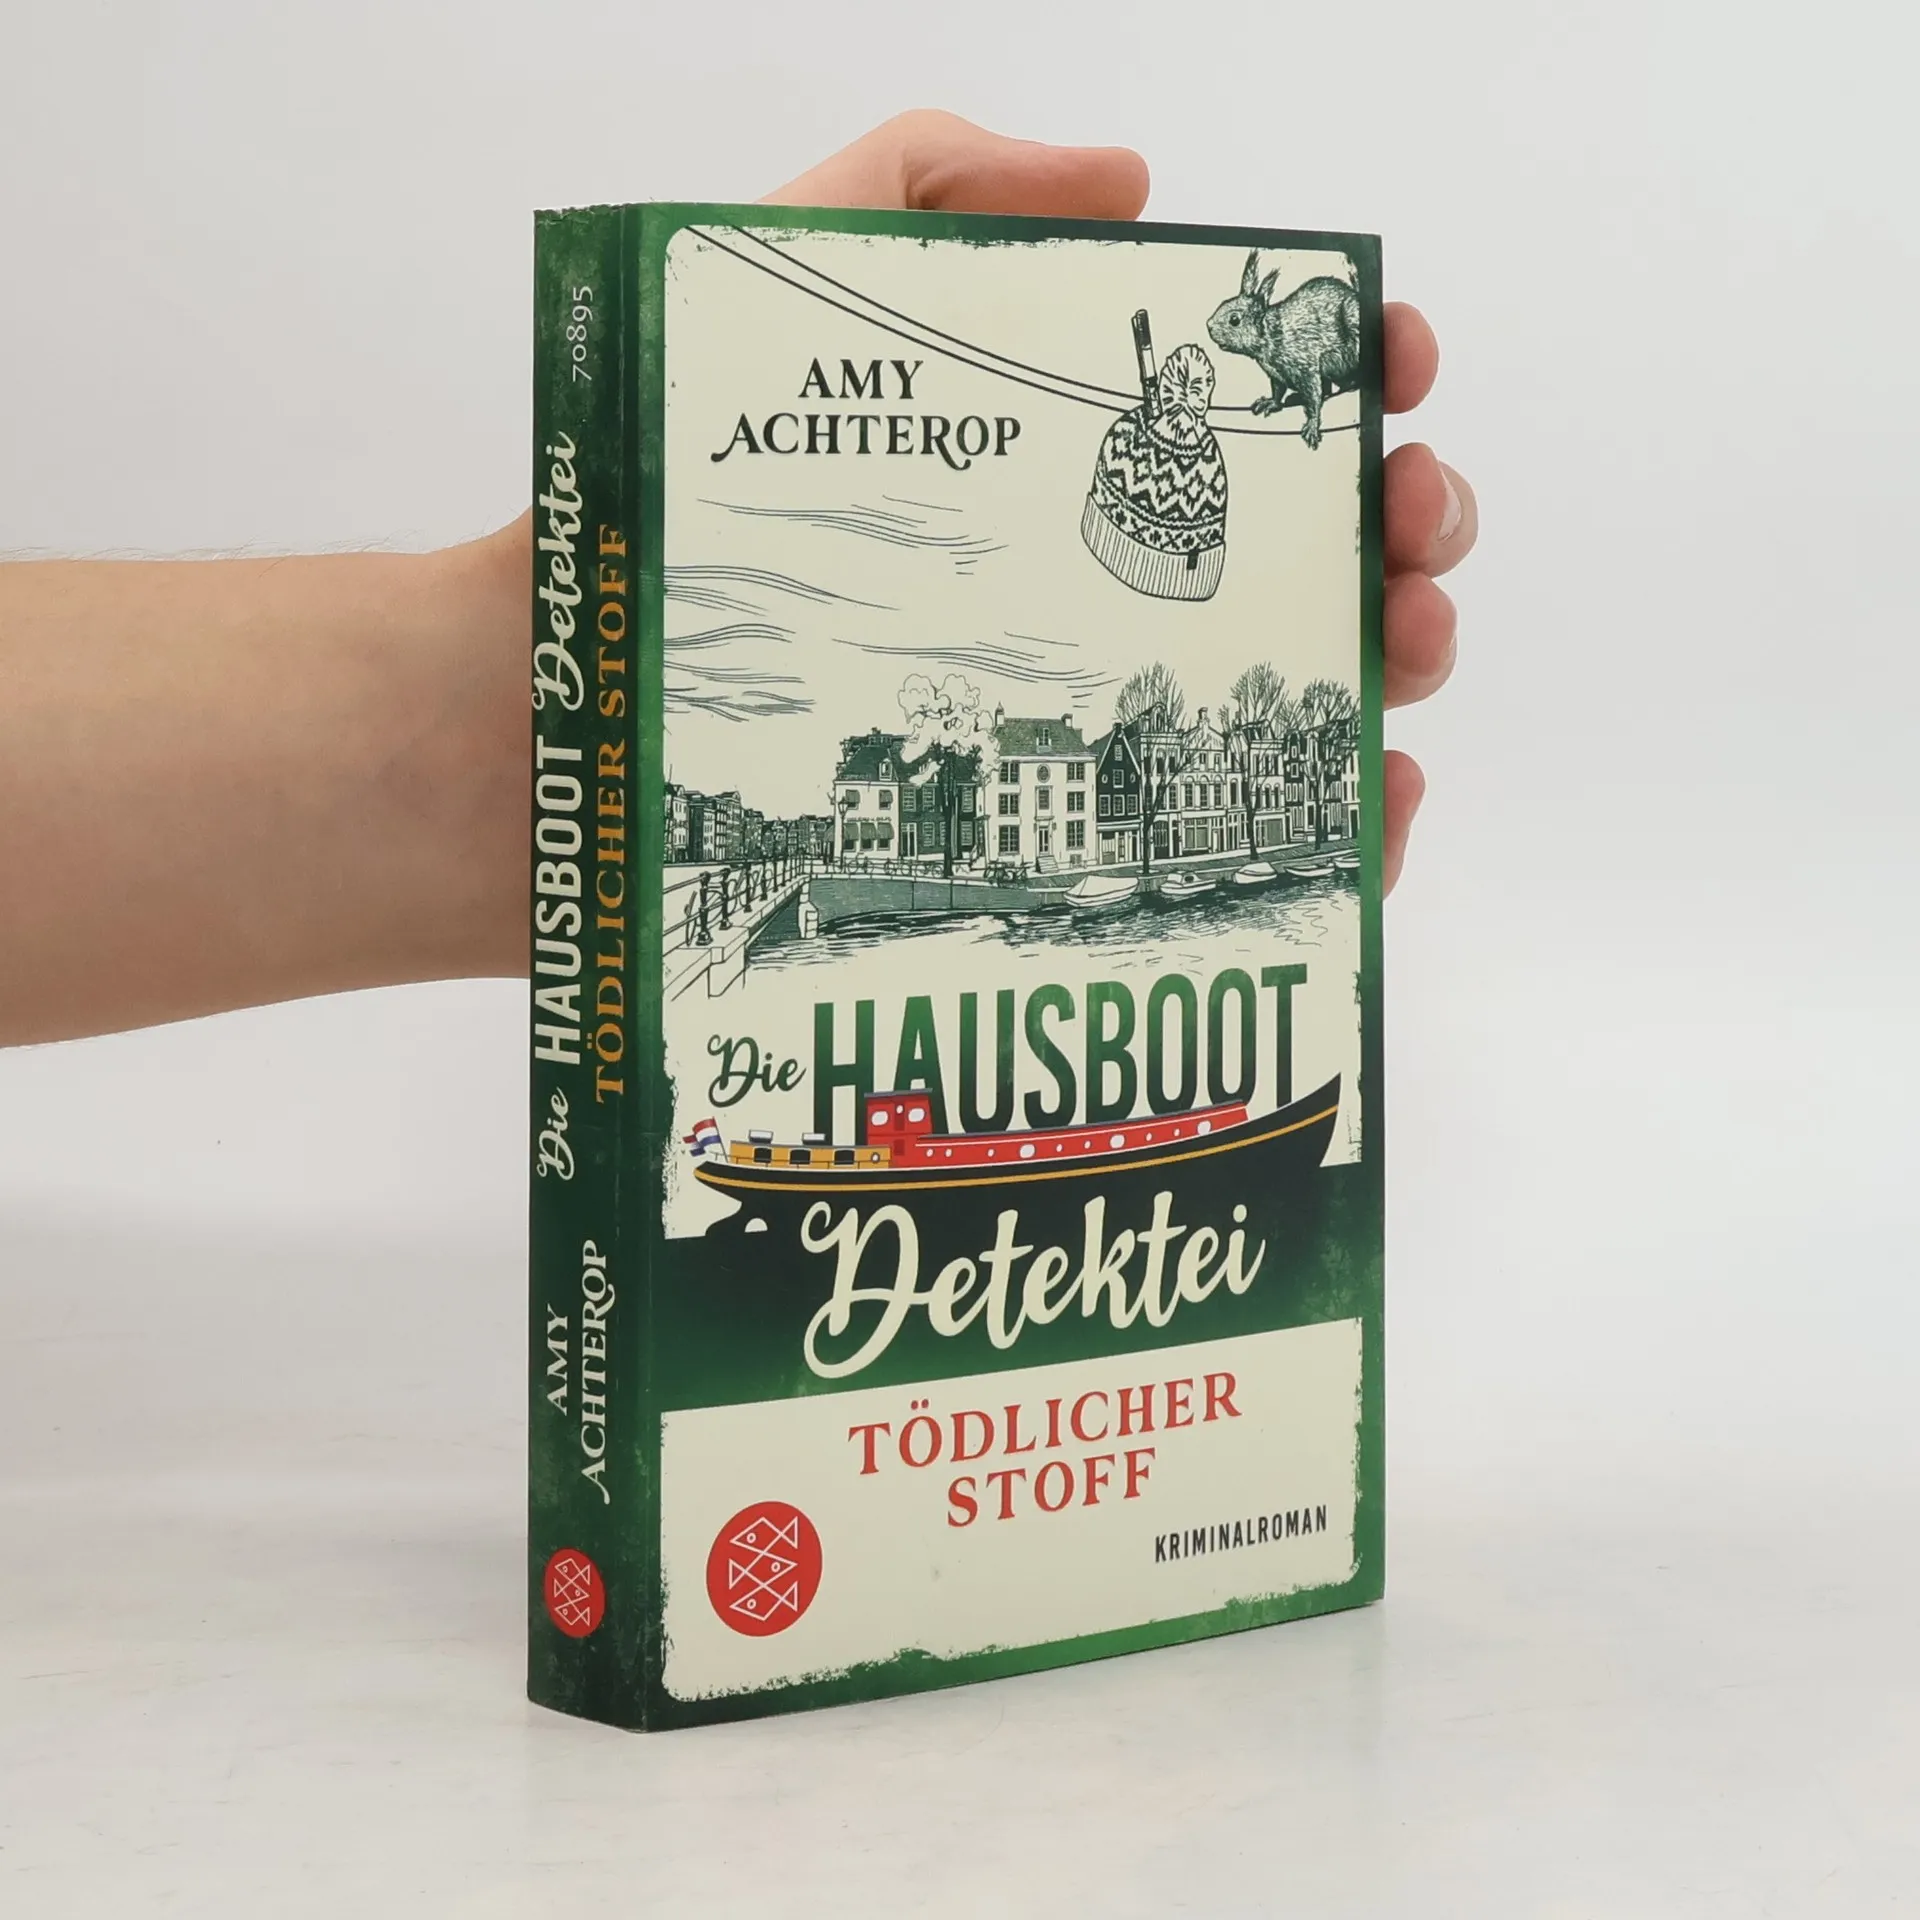 70895
Die HAUSBOOT Detektei
TÖDLICHER STOFF
AMY
ACHTEROP
AMY
ACHTEROP
Die HAUSBOOT
Detektei
TÖDLICHER
STOFF
KRIMINALROMAN